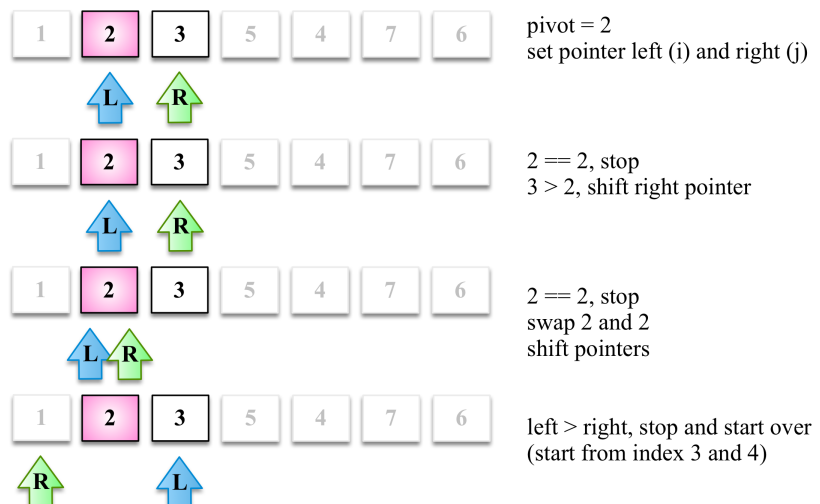 1 2 3 5 4 7 6
pivot = 2
set pointer left (i) and right (j)
L R
1 2 3 5 4 7 6
2 == 2, stop
3 > 2, shift right pointer
L R
1 2 3 5 4 7 6
2 == 2, stop
swap 2 and 2
shift pointers
L R
1 2 3 5 4 7 6
left > right, stop and start over
(start from index 3 and 4)
R L